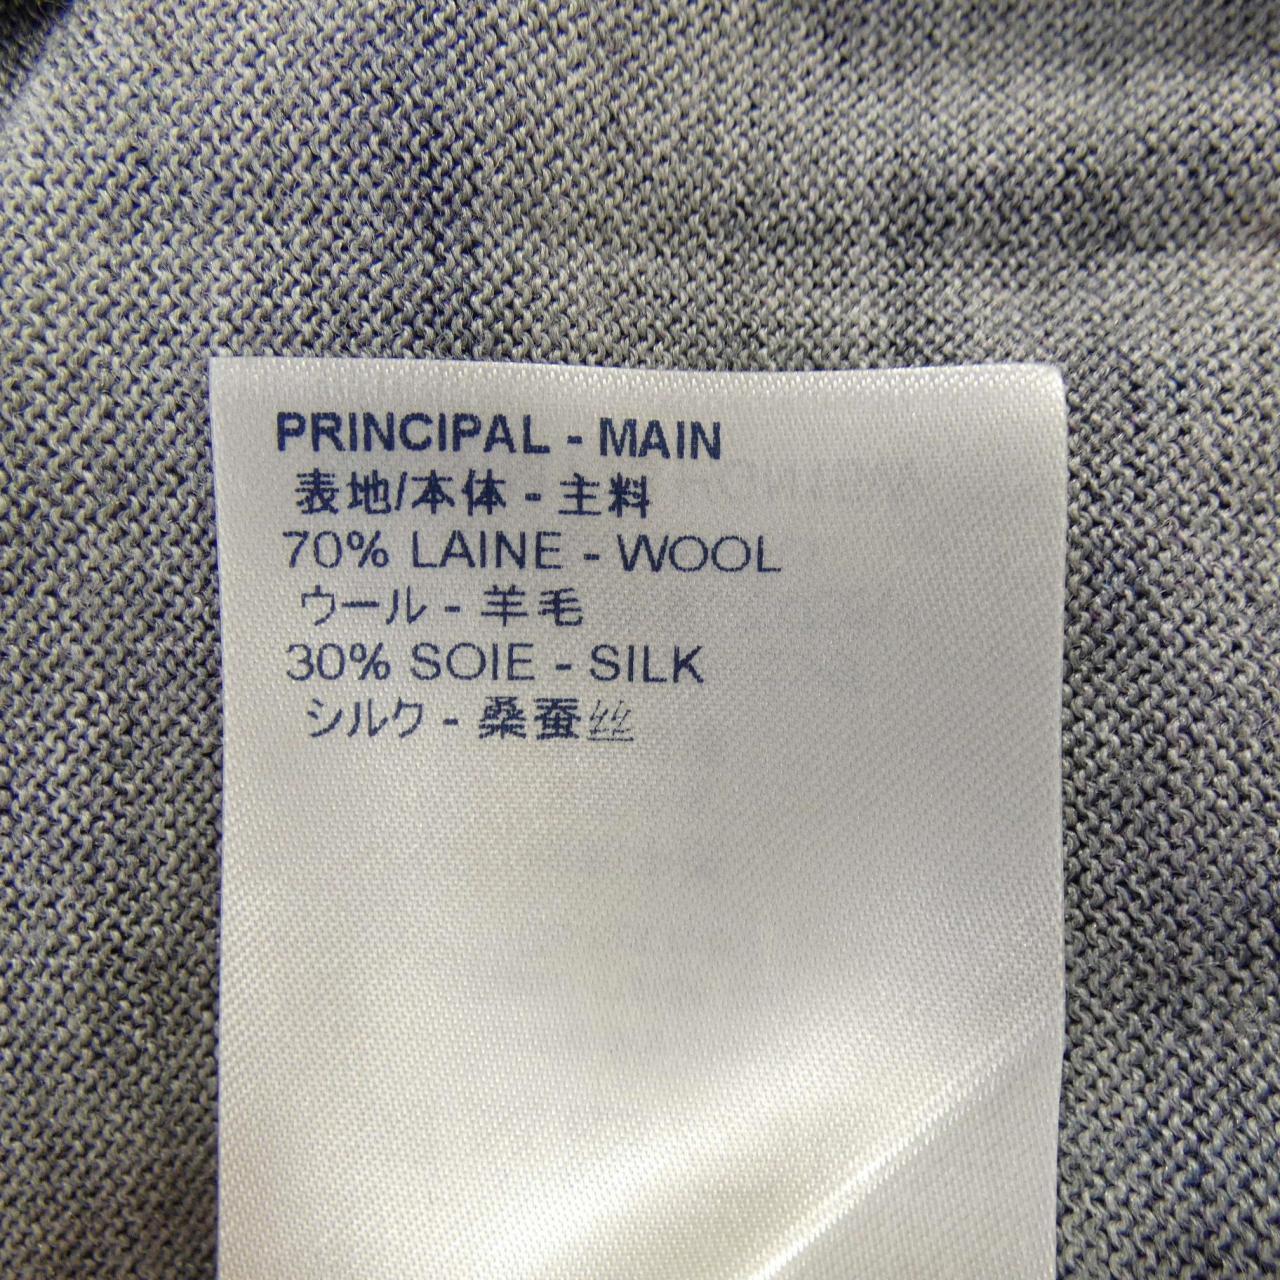 PRINCIPAL - MAIN
表地/本体 - 主料
70% LAINE - WOOL
ウール - 羊毛
30% SOIE - SILK
シルク - 桑蚕丝